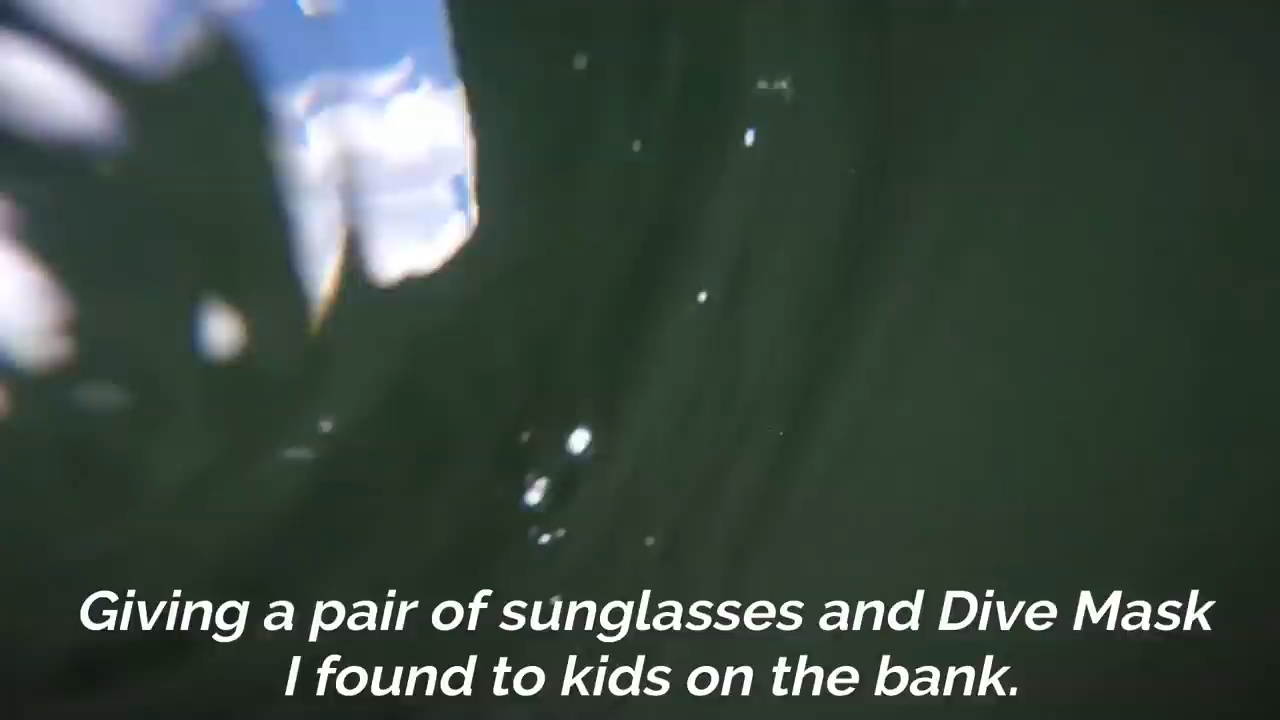 Giving a pair of sunglasses and Dive Mask
I found to kids on the bank.